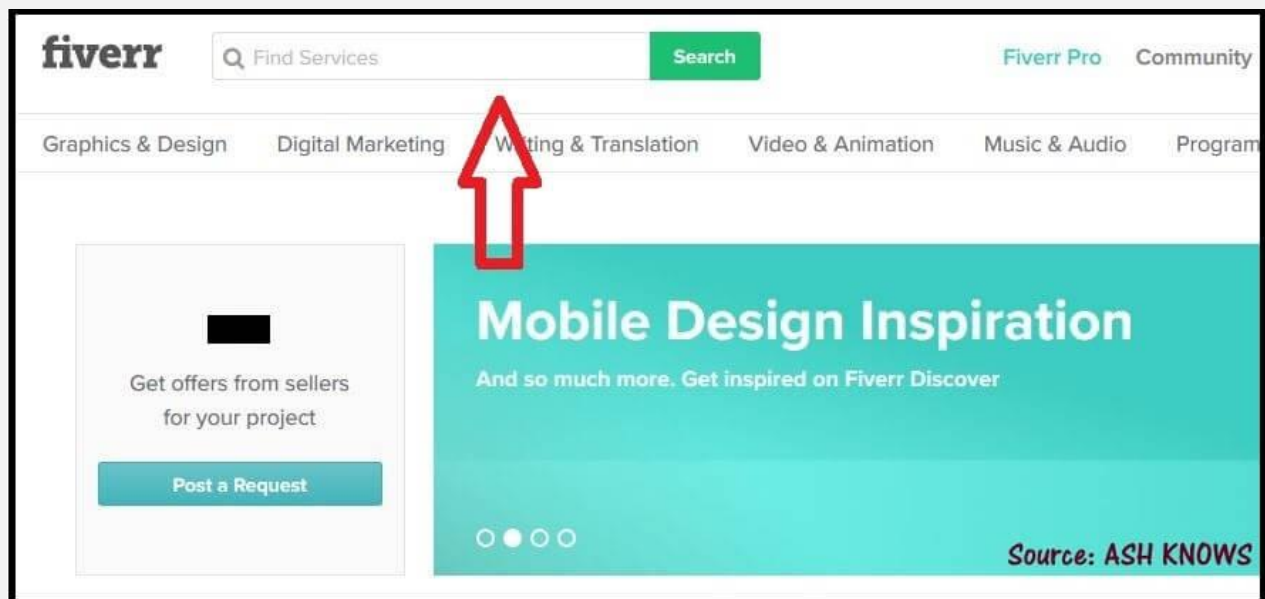 fiverr
Find Services
Search
Fiverr Pro
Community
Graphics & Design
Digital Marketing
Writing & Translation
Video & Animation
Music & Audio
Program
Get offers from sellers
for your project
Post a Request
Mobile Design Inspiration
And so much more. Get inspired on Fiverr Discover
Source: ASH KNOWS